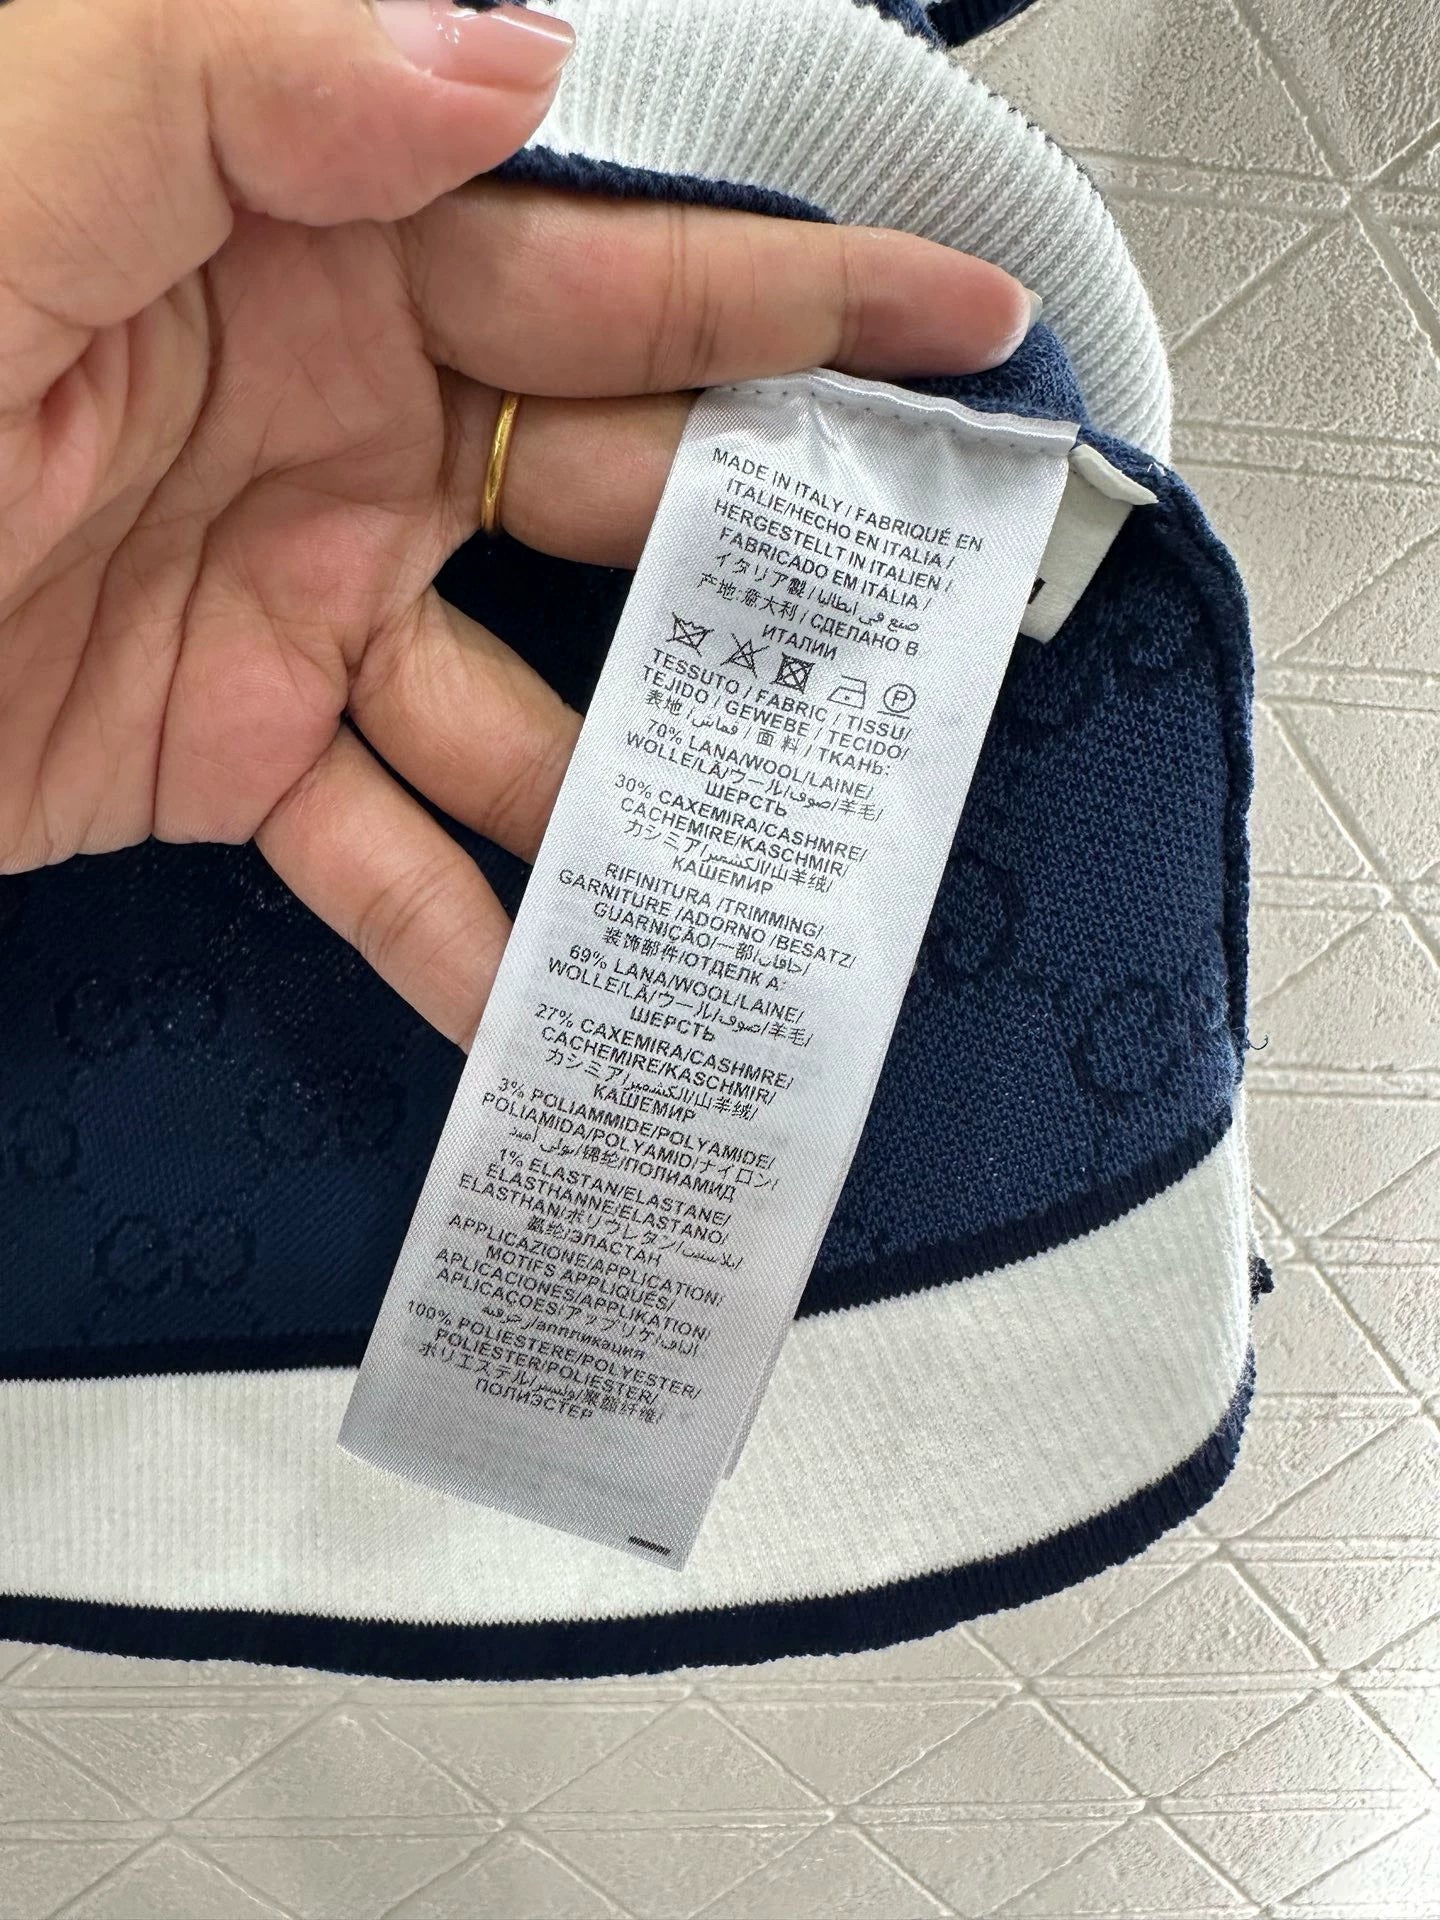 MADE IN ITALY / FABRIQUÉ EN
ITALIE/HECHO EN ITALIA /
HERGESTELLT IN ITALIEN /
FABRICADO EM ITÁLIA /
イタリア製 / صنع في ايطاليا
产地:意大利 / СДЕЛАНО В
ИТАЛИИ
P
TESSUTO / FABRIC / TISSU/
TEJIDO / GEWEBE / TECIDO/
表地 / قماش / 面料 / ТКАНЬ:
70% LANA/WOOL/LAINE/
WOLLE/LÃ/ウール/صوف/羊毛/
ШЕРСТЬ
30% CAXEMIRA/CASHMRE/
CACHEMIRE/KASCHMIR/
カシミア/الكشمير/山羊绒/
КАШЕМИР
RIFINITURA /TRIMMING/
GARNITURE /ADORNO /BESATZ/
GUARNIÇÃO/一部/حافات/
装饰部件/ОТДЕЛК А:
69% LANA/WOOL/LAINE/
WOLLE/LÃ/ウール/صوف/羊毛/
ШЕРСТЬ
27% CAXEMIRA/CASHMRE/
CACHEMIRE/KASCHMIR/
カシミア/الكشمير/山羊绒/
КАШЕМИР
3% POLIAMMIDE/POLYAMIDE/
POLIAMIDA/POLYAMID/ナイロン/
بولي أميد/锦纶/ПОЛИАМИД
1% ELASTAN/ELASTANE/
ELASTHANNE/ELASTANO/
ELASTHAN/ポリウレタン/
氨纶/ЭЛАСТАН
APPLICAZIONE/APPLICATION/
MOTIFS APPLIQUÉS/
APLICACIONES/APPLIKATION/
APLICAÇOES/アップリケ/
аппликация
100% POLIESTERE/POLYESTER/
POLIESTER/POLIESTER/
ポリエステル/بوليستر/聚酯纤维/
ПОЛИЭСТЕР